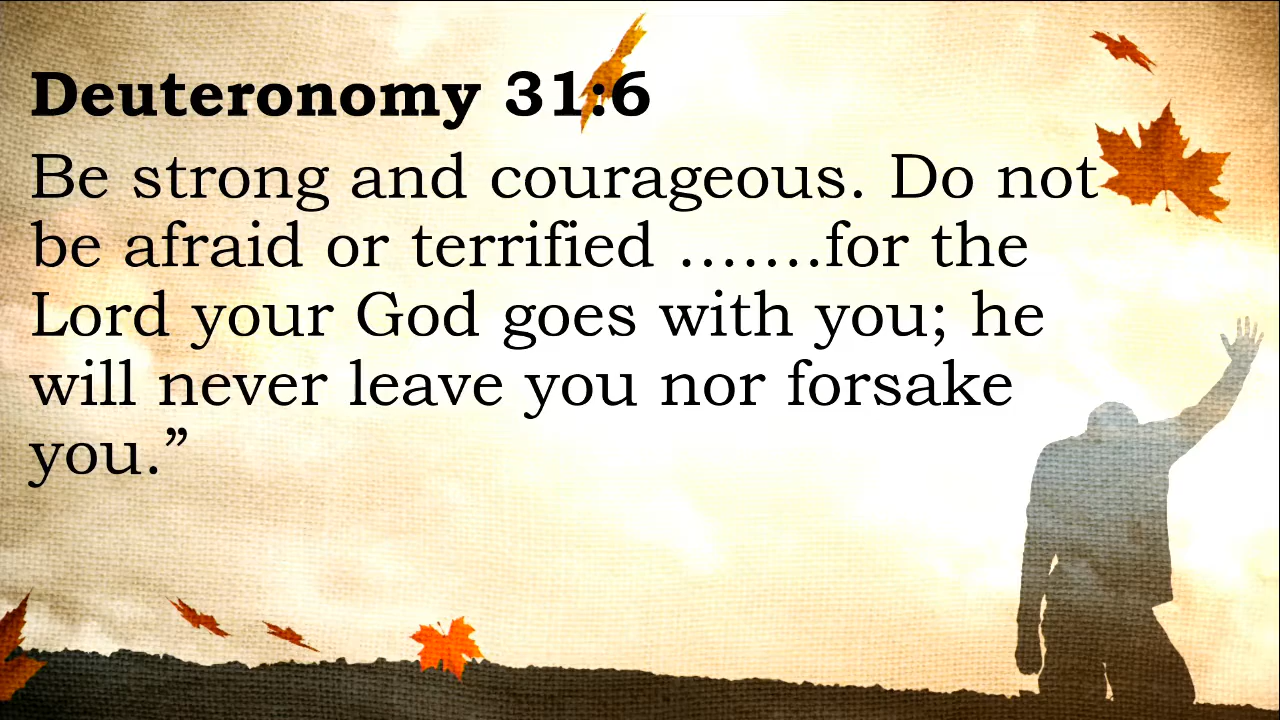 Deuteronomy 31:6
Be strong and courageous. Do not
be afraid or terrified …….for the
Lord your God goes with you; he
will never leave you nor forsake
you.”